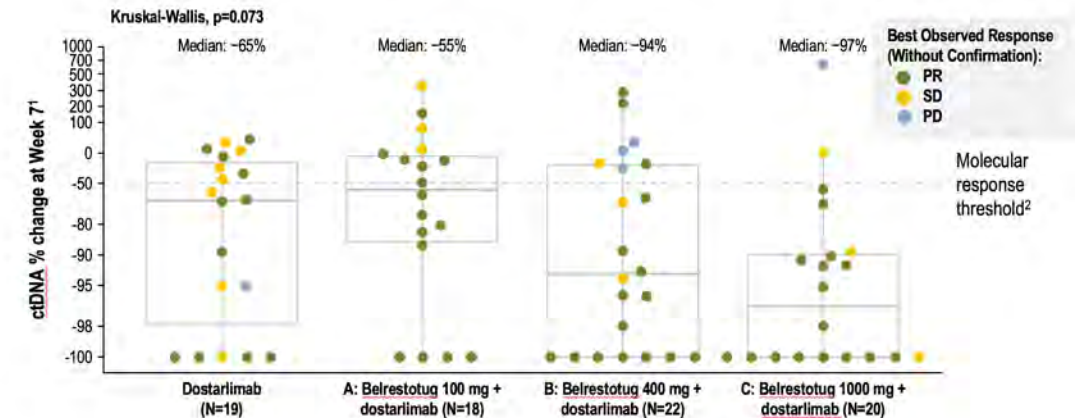 Kruskal-Wallis, p=0.073
Median: −65%
Median: −55%
Median: −94%
Median: −97%
Best Observed Response
(Without Confirmation):
PR
SD
PD
ctDNA % change at Week 7¹
1000
700
500
300
200
100
0
-50
-80
-90
-95
-98
-100
Molecular
response
threshold²
Dostarlimab
(N=19)
A: Belrestotug 100 mg +
dostarlimab (N=18)
B: Belrestotug 400 mg +
dostarlimab (N=22)
C: Belrestotug 1000 mg +
dostarlimab (N=20)